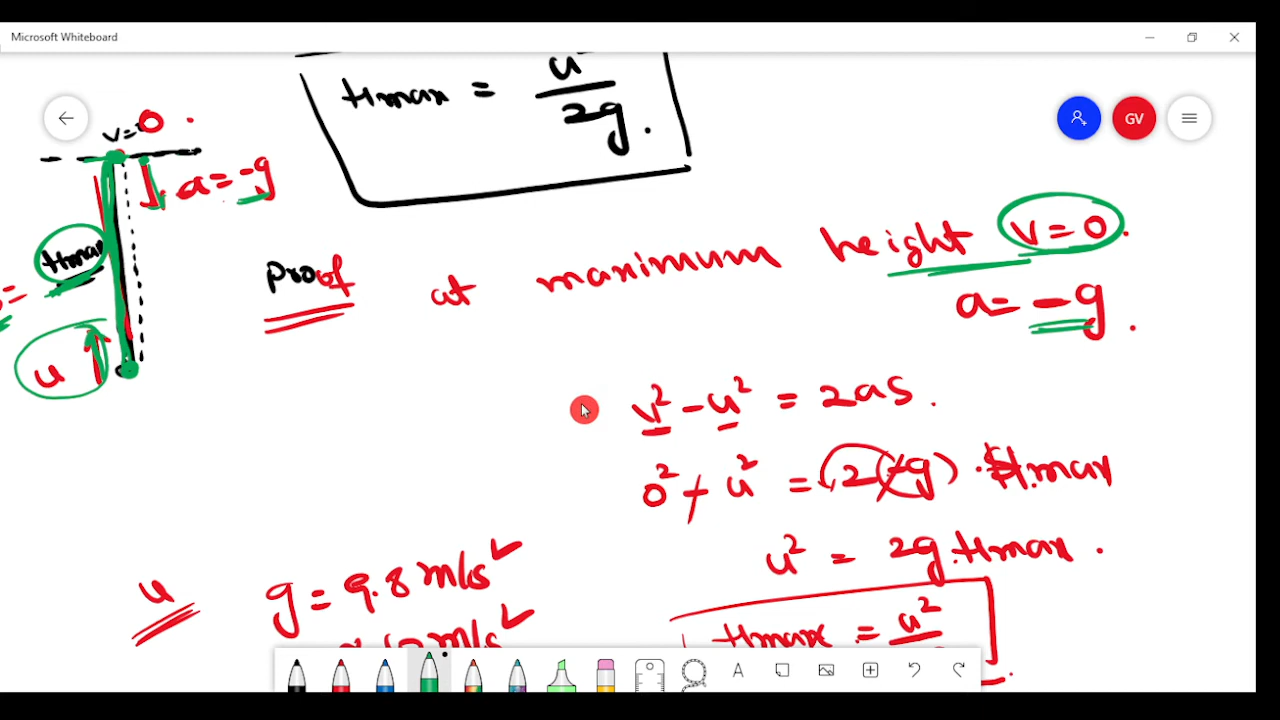 Microsoft Whiteboard
Hmax = u²/2g.
GV
v=0.
a=-g
Hmax
u
Proof at maximum height v=0.
a=-g.
v²-u² = 2as.
0²-u² = 2(-g).Hmax
u² = 2g.Hmax.
Hmax = u²
u
g=9.8 m/s
m/s
A